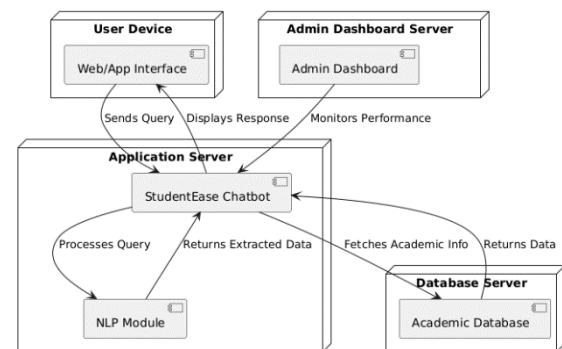 User Device
Admin Dashboard Server
Web/App Interface
Admin Dashboard
Sends Query
Displays Response
Monitors Performance
Application Server
StudentEase Chatbot
Processes Query
Returns Extracted Data
Fetches Academic Info
Returns Data
Database Server
NLP Module
Academic Database